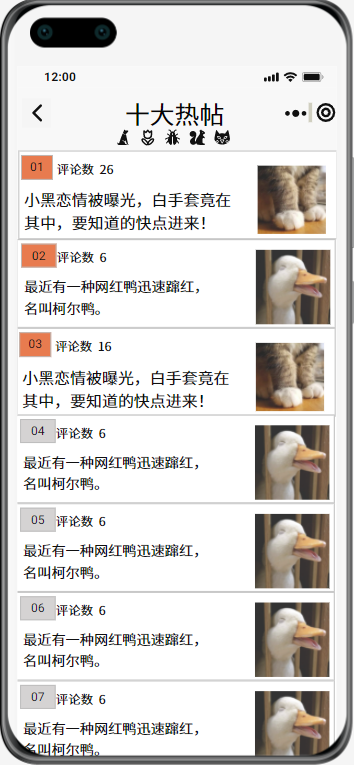 12:00
十大热帖
01 评论数 26
小黑恋情被曝光，白手套竟在
其中，要知道的快点进来！
02 评论数 6
最近有一种网红鸭迅速蹿红，
名叫柯尔鸭。
03 评论数 16
小黑恋情被曝光，白手套竟在
其中，要知道的快点进来！
04 评论数 6
最近有一种网红鸭迅速蹿红，
名叫柯尔鸭。
05 评论数 6
最近有一种网红鸭迅速蹿红，
名叫柯尔鸭。
06 评论数 6
最近有一种网红鸭迅速蹿红，
名叫柯尔鸭。
07 评论数 6
最近有一种网红鸭迅速蹿红，
名叫柯尔鸭。